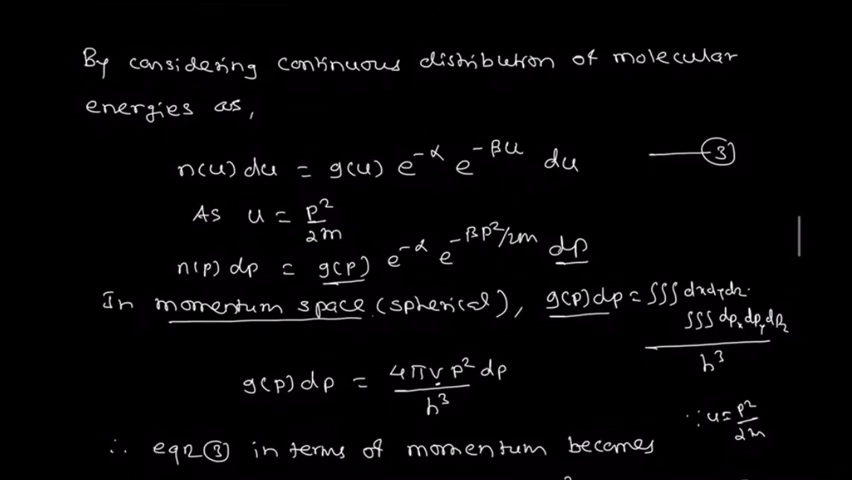 By considering continuous distribution of molecular
energies as,
n(u) du = g(u) e^{-α} e^{-βu} du ——③
As u = p²/2m
n(p) dp = g(p) e^{-α} e^{-βp²/2m} dp
In momentum space (spherical), g(p)dp = ∫∫∫ dxdydz. ∫∫∫ dpₓdp_ydp_z / h³
g(p) dp = 4πv p² dp / h³
∵ u = p²/2m
∴ eqn ③ in terms of momentum becomes